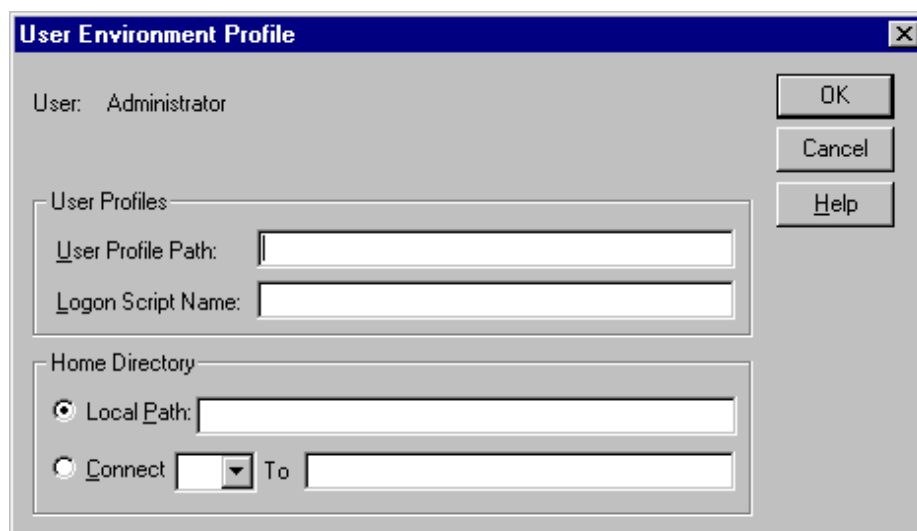 User Environment Profile
User: Administrator
OK
Cancel
Help
User Profiles
User Profile Path:
Logon Script Name:
Home Directory
Local Path:
Connect To